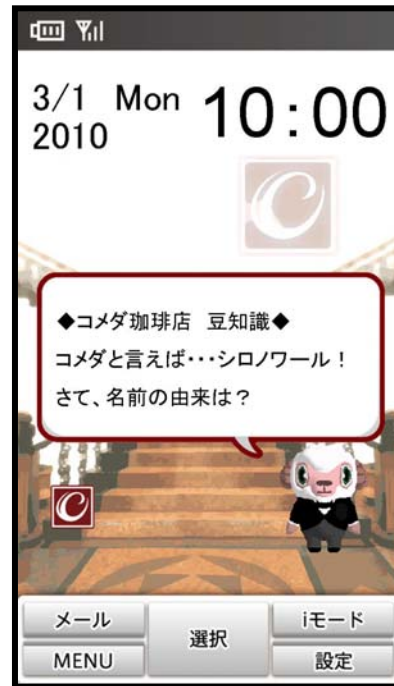 3/1 Mon 10:00
2010
◆コメダ珈琲店 豆知識◆
コメダと言えば・・・シロノワール！
さて、名前の由来は？
メール
iモード
選択
MENU
設定